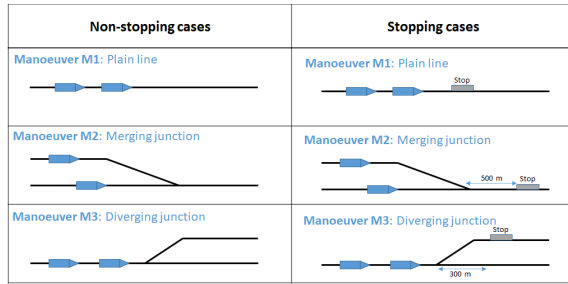 Non-stopping cases
Stopping cases
Manoeuver M1: Plain line
Manoeuver M1: Plain line
Stop
Manoeuver M2: Merging junction
Manoeuver M2: Merging junction
500 m
Stop
Manoeuver M3: Diverging junction
Manoeuver M3: Diverging junction
Stop
300 m